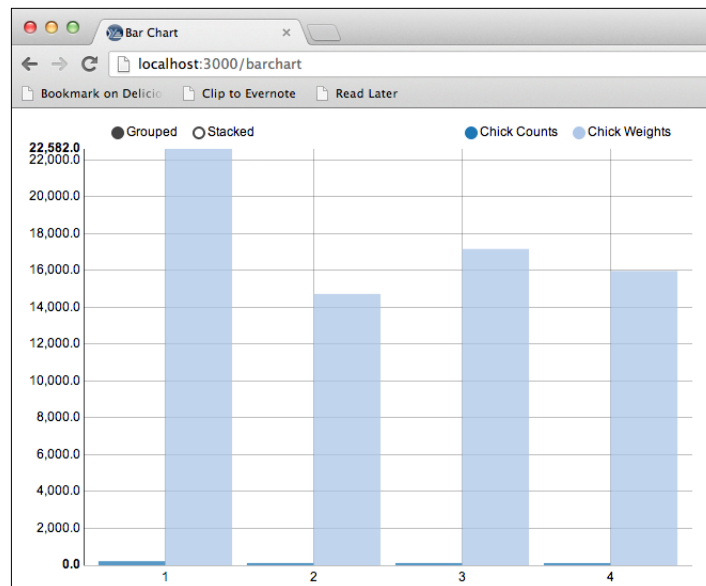 Bar Chart
localhost:3000/barchart
Bookmark on Delicio Clip to Evernote Read Later
Grouped Stacked Chick Counts Chick Weights
22,582.0
22,000.0
20,000.0
18,000.0
16,000.0
14,000.0
12,000.0
10,000.0
8,000.0
6,000.0
4,000.0
2,000.0
0.0
1 2 3 4